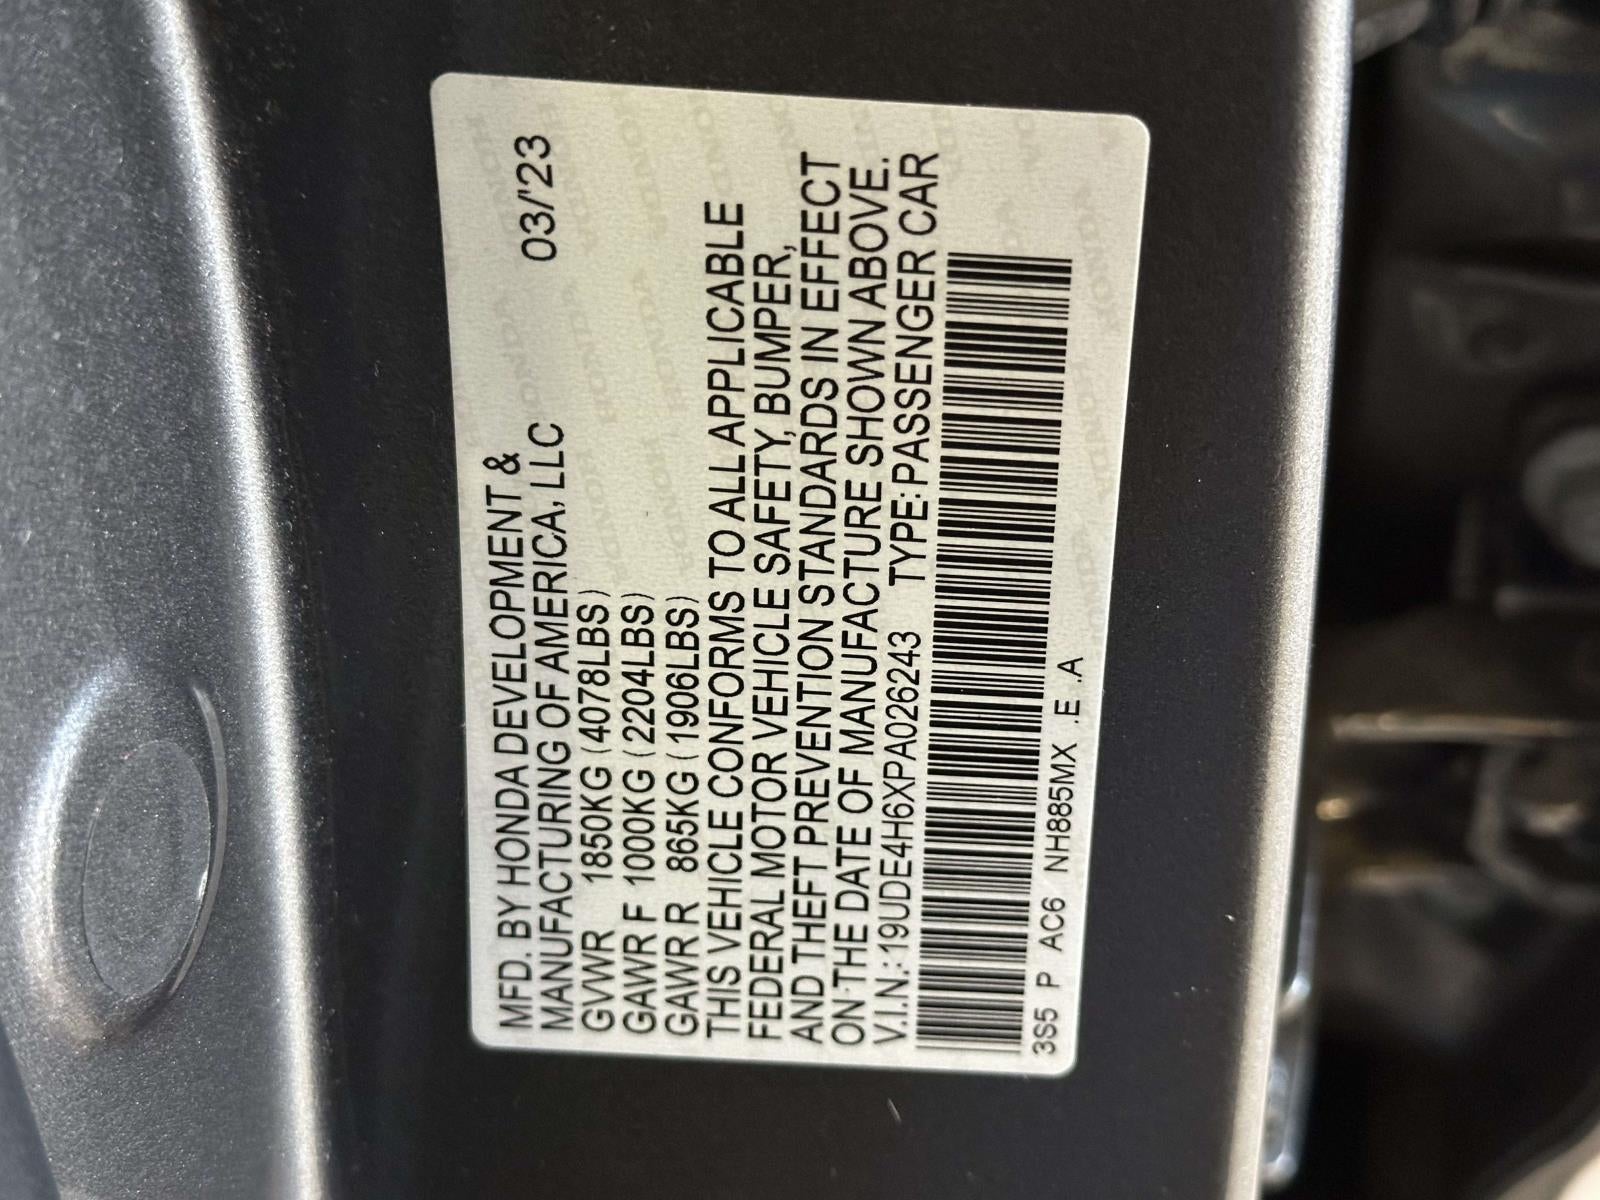 MFD. BY HONDA DEVELOPMENT &
MANUFACTURING OF AMERICA, LLC 03/'23
GVWR 1850KG (4078LBS)
GAWR F 1000KG (2204LBS)
GAWR R 865KG (1906LBS)
THIS VEHICLE CONFORMS TO ALL APPLICABLE
FEDERAL MOTOR VEHICLE SAFETY, BUMPER,
AND THEFT PREVENTION STANDARDS IN EFFECT
ON THE DATE OF MANUFACTURE SHOWN ABOVE.
V.I.N.: 19UDE4H6XPA026243 TYPE: PASSENGER CAR
3S5 P AC6 NH885MX .E .A